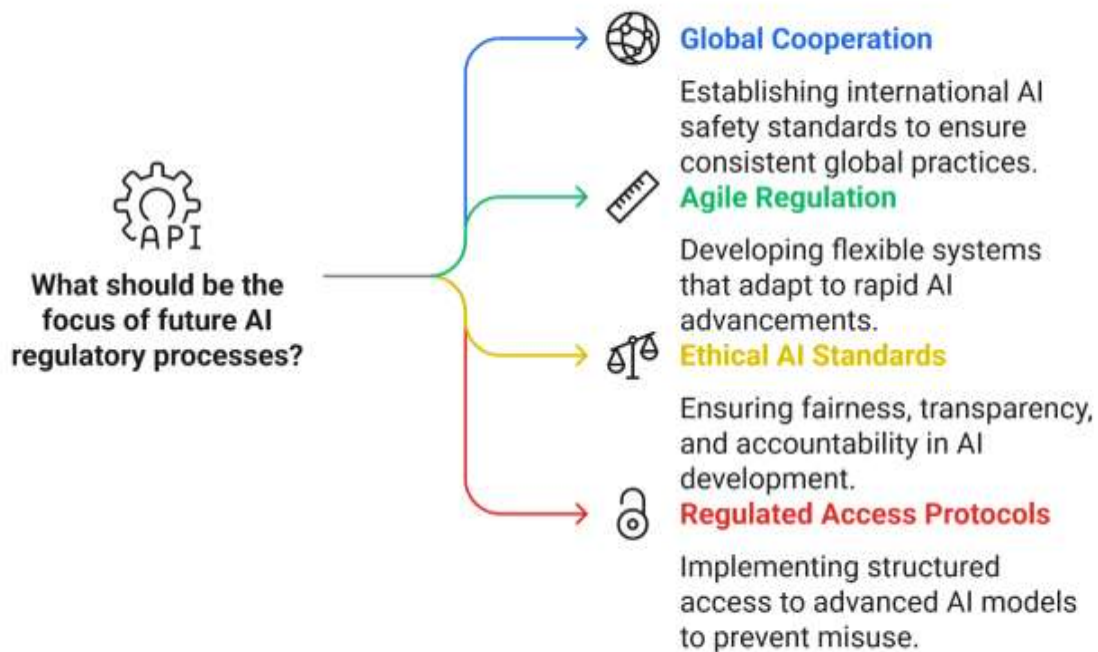 API
What should be the
focus of future AI
regulatory processes?
Global Cooperation
Establishing international AI
safety standards to ensure
consistent global practices.
Agile Regulation
Developing flexible systems
that adapt to rapid AI
advancements.
Ethical AI Standards
Ensuring fairness, transparency,
and accountability in AI
development.
Regulated Access Protocols
Implementing structured
access to advanced AI models
to prevent misuse.